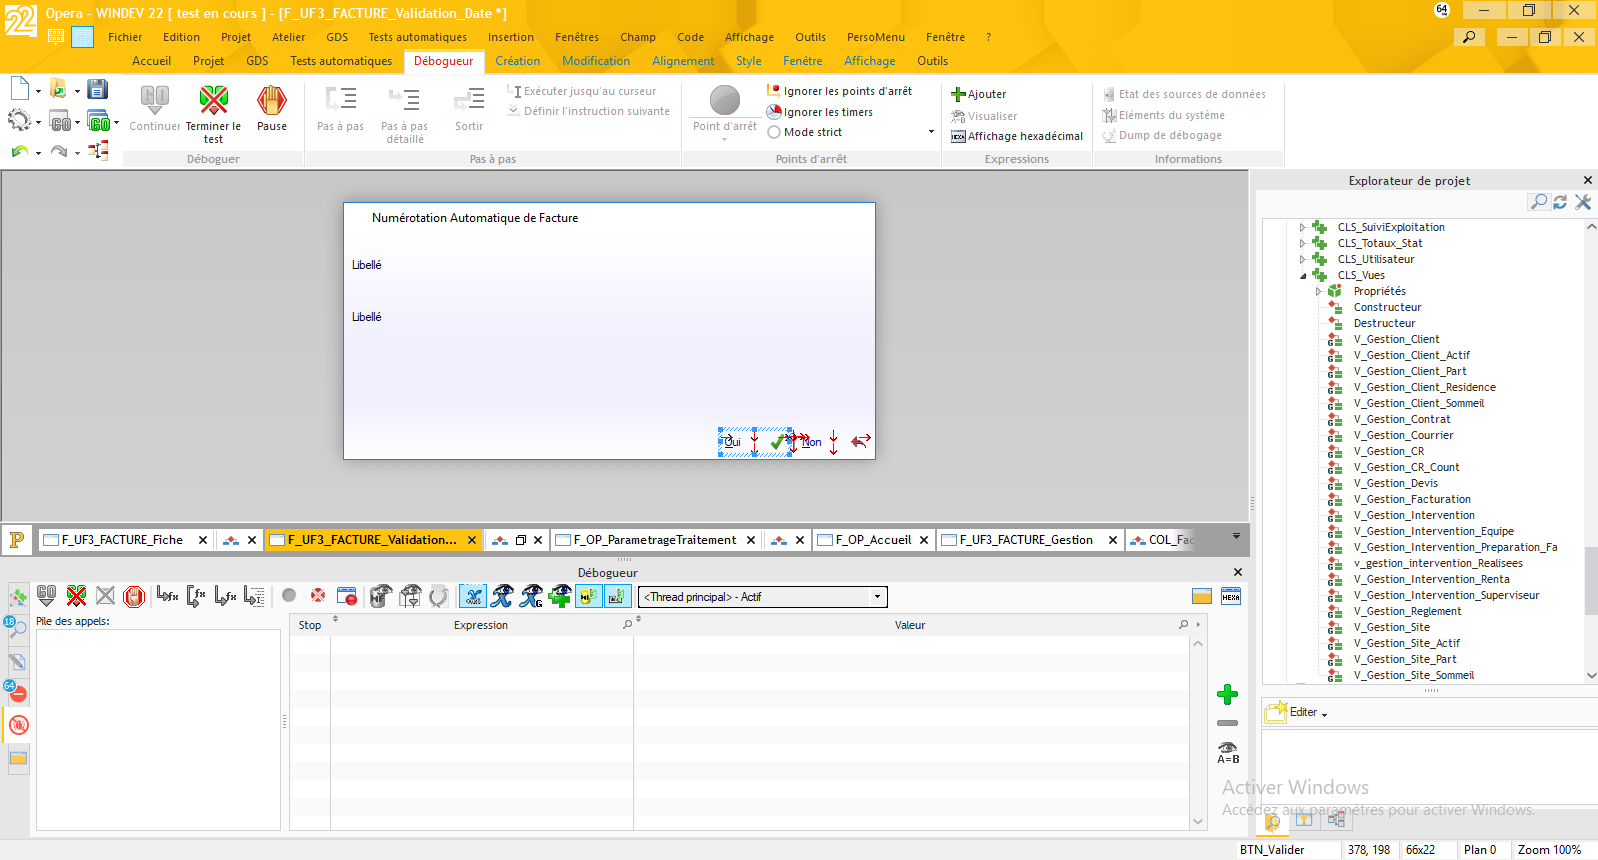 22
Opera - WINDEV 22 [ test en cours ] - [F_UF3_FACTURE_Validation_Date *]
64
Fichier Edition Projet Atelier GDS Tests automatiques Insertion Fenêtres Champ Code Affichage Outils PersoMenu Fenêtre ?
Accueil Projet GDS Tests automatiques Débogueur Création Modification Alignement Style Fenêtre Affichage Outils
GO
Continuer
Terminer le test
Pause
Déboguer
Pas à pas
Pas à pas détaillé
Sortir
Exécuter jusqu'au curseur
Définir l'instruction suivante
Pas à pas
Point d'arrêt
Ignorer les points d'arrêt
Ignorer les timers
Mode strict
Points d'arrêt
Ajouter
Visualiser
Affichage hexadécimal
Expressions
Etat des sources de données
Eléments du système
Dump de débogage
Informations
Numérotation Automatique de Facture
Libellé
Libellé
Oui
Non
Explorateur de projet
CLS_SuiviExploitation
CLS_Totaux_Stat
CLS_Utilisateur
CLS_Vues
Propriétés
Constructeur
Destructeur
V_Gestion_Client
V_Gestion_Client_Actif
V_Gestion_Client_Part
V_Gestion_Client_Residence
V_Gestion_Client_Sommeil
V_Gestion_Contrat
V_Gestion_Courrier
V_Gestion_CR
V_Gestion_CR_Count
V_Gestion_Devis
V_Gestion_Facturation
V_Gestion_Intervention
V_Gestion_Intervention_Equipe
V_Gestion_Intervention_Preparation_Fa
v_gestion_intervention_Realisees
V_Gestion_Intervention_Renta
V_Gestion_Intervention_Superviseur
V_Gestion_Reglement
V_Gestion_Site
V_Gestion_Site_Actif
V_Gestion_Site_Part
V_Gestion_Site_Sommeil
Editer
P F_UF3_FACTURE_Fiche F_UF3_FACTURE_Validation... F_OP_ParametrageTraitement F_OP_Accueil F_UF3_FACTURE_Gestion COL_Fac
Débogueur
GO
<Thread principal> - Actif
HEXA
18
64
Pile des appels:
Stop Expression Valeur
A=B
Activer Windows
Accédez aux paramètres pour activer Windows.
BTN_Valider 378, 198 66x22 Plan 0 Zoom 100%